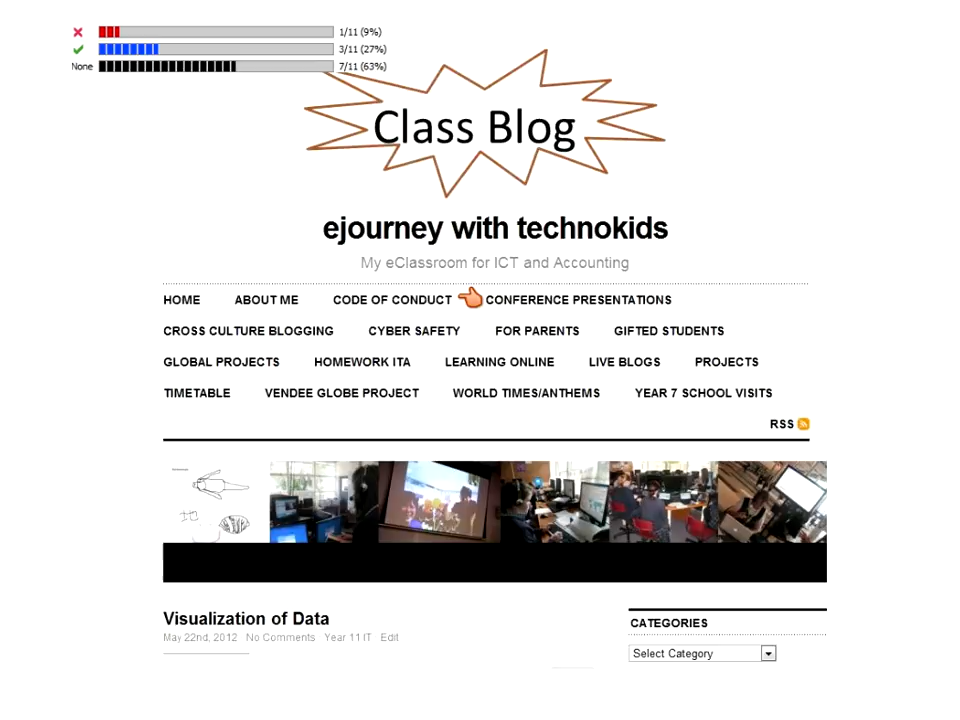 1/11 (9%)
3/11 (27%)
None 7/11 (63%)
Class Blog
ejourney with technokids
My eClassroom for ICT and Accounting
HOME ABOUT ME CODE OF CONDUCT CONFERENCE PRESENTATIONS
CROSS CULTURE BLOGGING CYBER SAFETY FOR PARENTS GIFTED STUDENTS
GLOBAL PROJECTS HOMEWORK ITA LEARNING ONLINE LIVE BLOGS PROJECTS
TIMETABLE VENDEE GLOBE PROJECT WORLD TIMES/ANTHEMS YEAR 7 SCHOOL VISITS
RSS
地
Visualization of Data
May 22nd, 2012 No Comments Year 11 IT Edit
CATEGORIES
Select Category